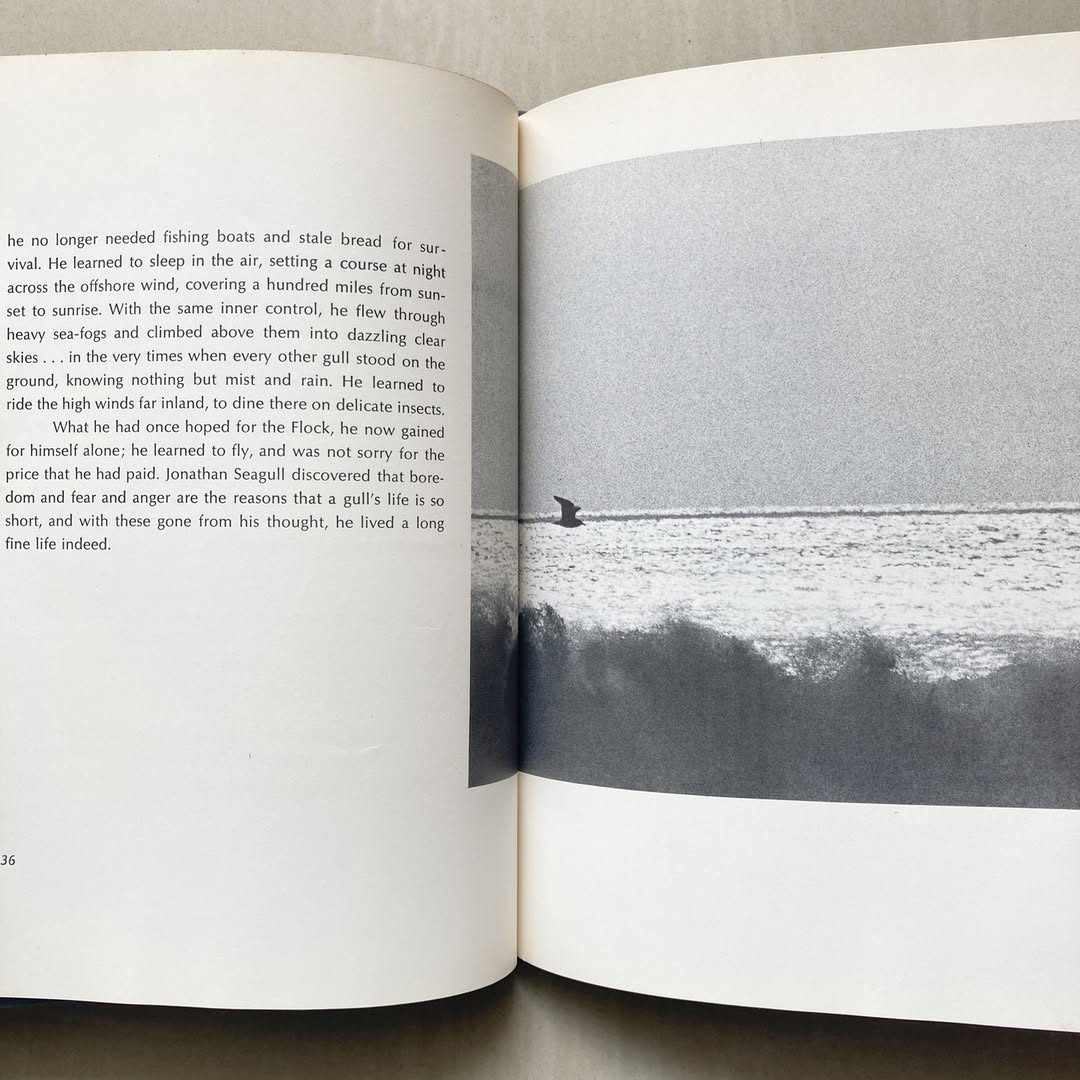 he no longer needed fishing boats and stale bread for sur-
vival. He learned to sleep in the air, setting a course at night
across the offshore wind, covering a hundred miles from sun-
set to sunrise. With the same inner control, he flew through
heavy sea-fogs and climbed above them into dazzling clear
skies . . . in the very times when every other gull stood on the
ground, knowing nothing but mist and rain. He learned to
ride the high winds far inland, to dine there on delicate insects.
What he had once hoped for the Flock, he now gained
for himself alone; he learned to fly, and was not sorry for the
price that he had paid. Jonathan Seagull discovered that bore-
dom and fear and anger are the reasons that a gull's life is so
short, and with these gone from his thought, he lived a long
fine life indeed.
36